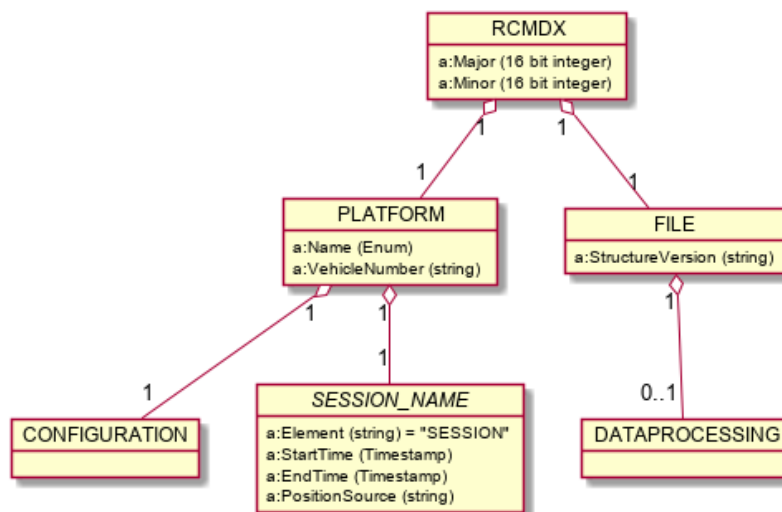 RCMDX
a:Major (16 bit integer)
a:Minor (16 bit integer)
1
1
1
1
PLATFORM
a:Name (Enum)
a:VehicleNumber (string)
FILE
a:StructureVersion (string)
1
1
1
1
1
0..1
CONFIGURATION
SESSION_NAME
a:Element (string) = "SESSION"
a:StartTime (Timestamp)
a:EndTime (Timestamp)
a:PositionSource (string)
DATAPROCESSING